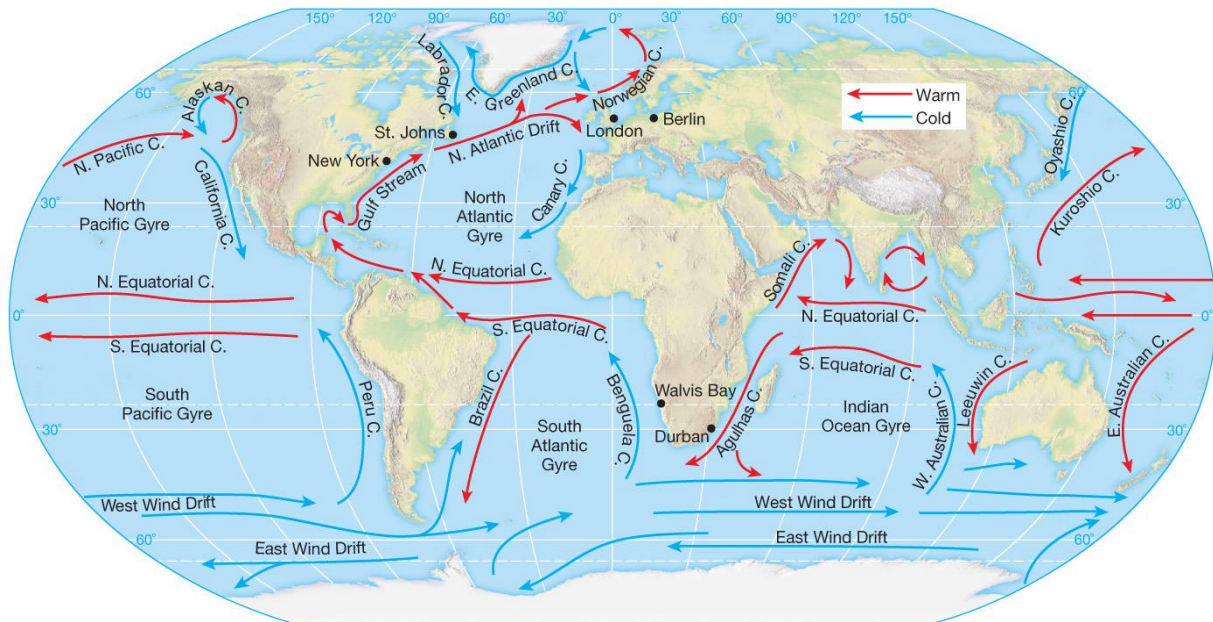 150°
120°
90°
60°
30°
0°
30°
60°
90°
120°
150°
Labrador C.
E. Greenland C.
Norwegian C.
Alaskan C.
60°
N. Pacific C.
California C.
St. Johns
New York
Gulf Stream
N. Atlantic Drift
London
Berlin
Warm
Cold
60°
Oyashio C.
Kuroshio C.
30°
North
Pacific Gyre
North
Atlantic
Gyre
Canary C.
30°
N. Equatorial C.
N. Equatorial C.
Somali C.
N. Equatorial C.
0°
S. Equatorial C.
S. Equatorial C.
S. Equatorial C.
0°
South
Pacific Gyre
Peru C.
Brazil C.
Benguela C.
Walvis Bay
Durban
Agulhas C.
Indian
Ocean Gyre
W. Australian C.
Leeuwin C.
E. Australian C.
30°
South
Atlantic
Gyre
30°
West Wind Drift
West Wind Drift
60°
East Wind Drift
East Wind Drift
60°